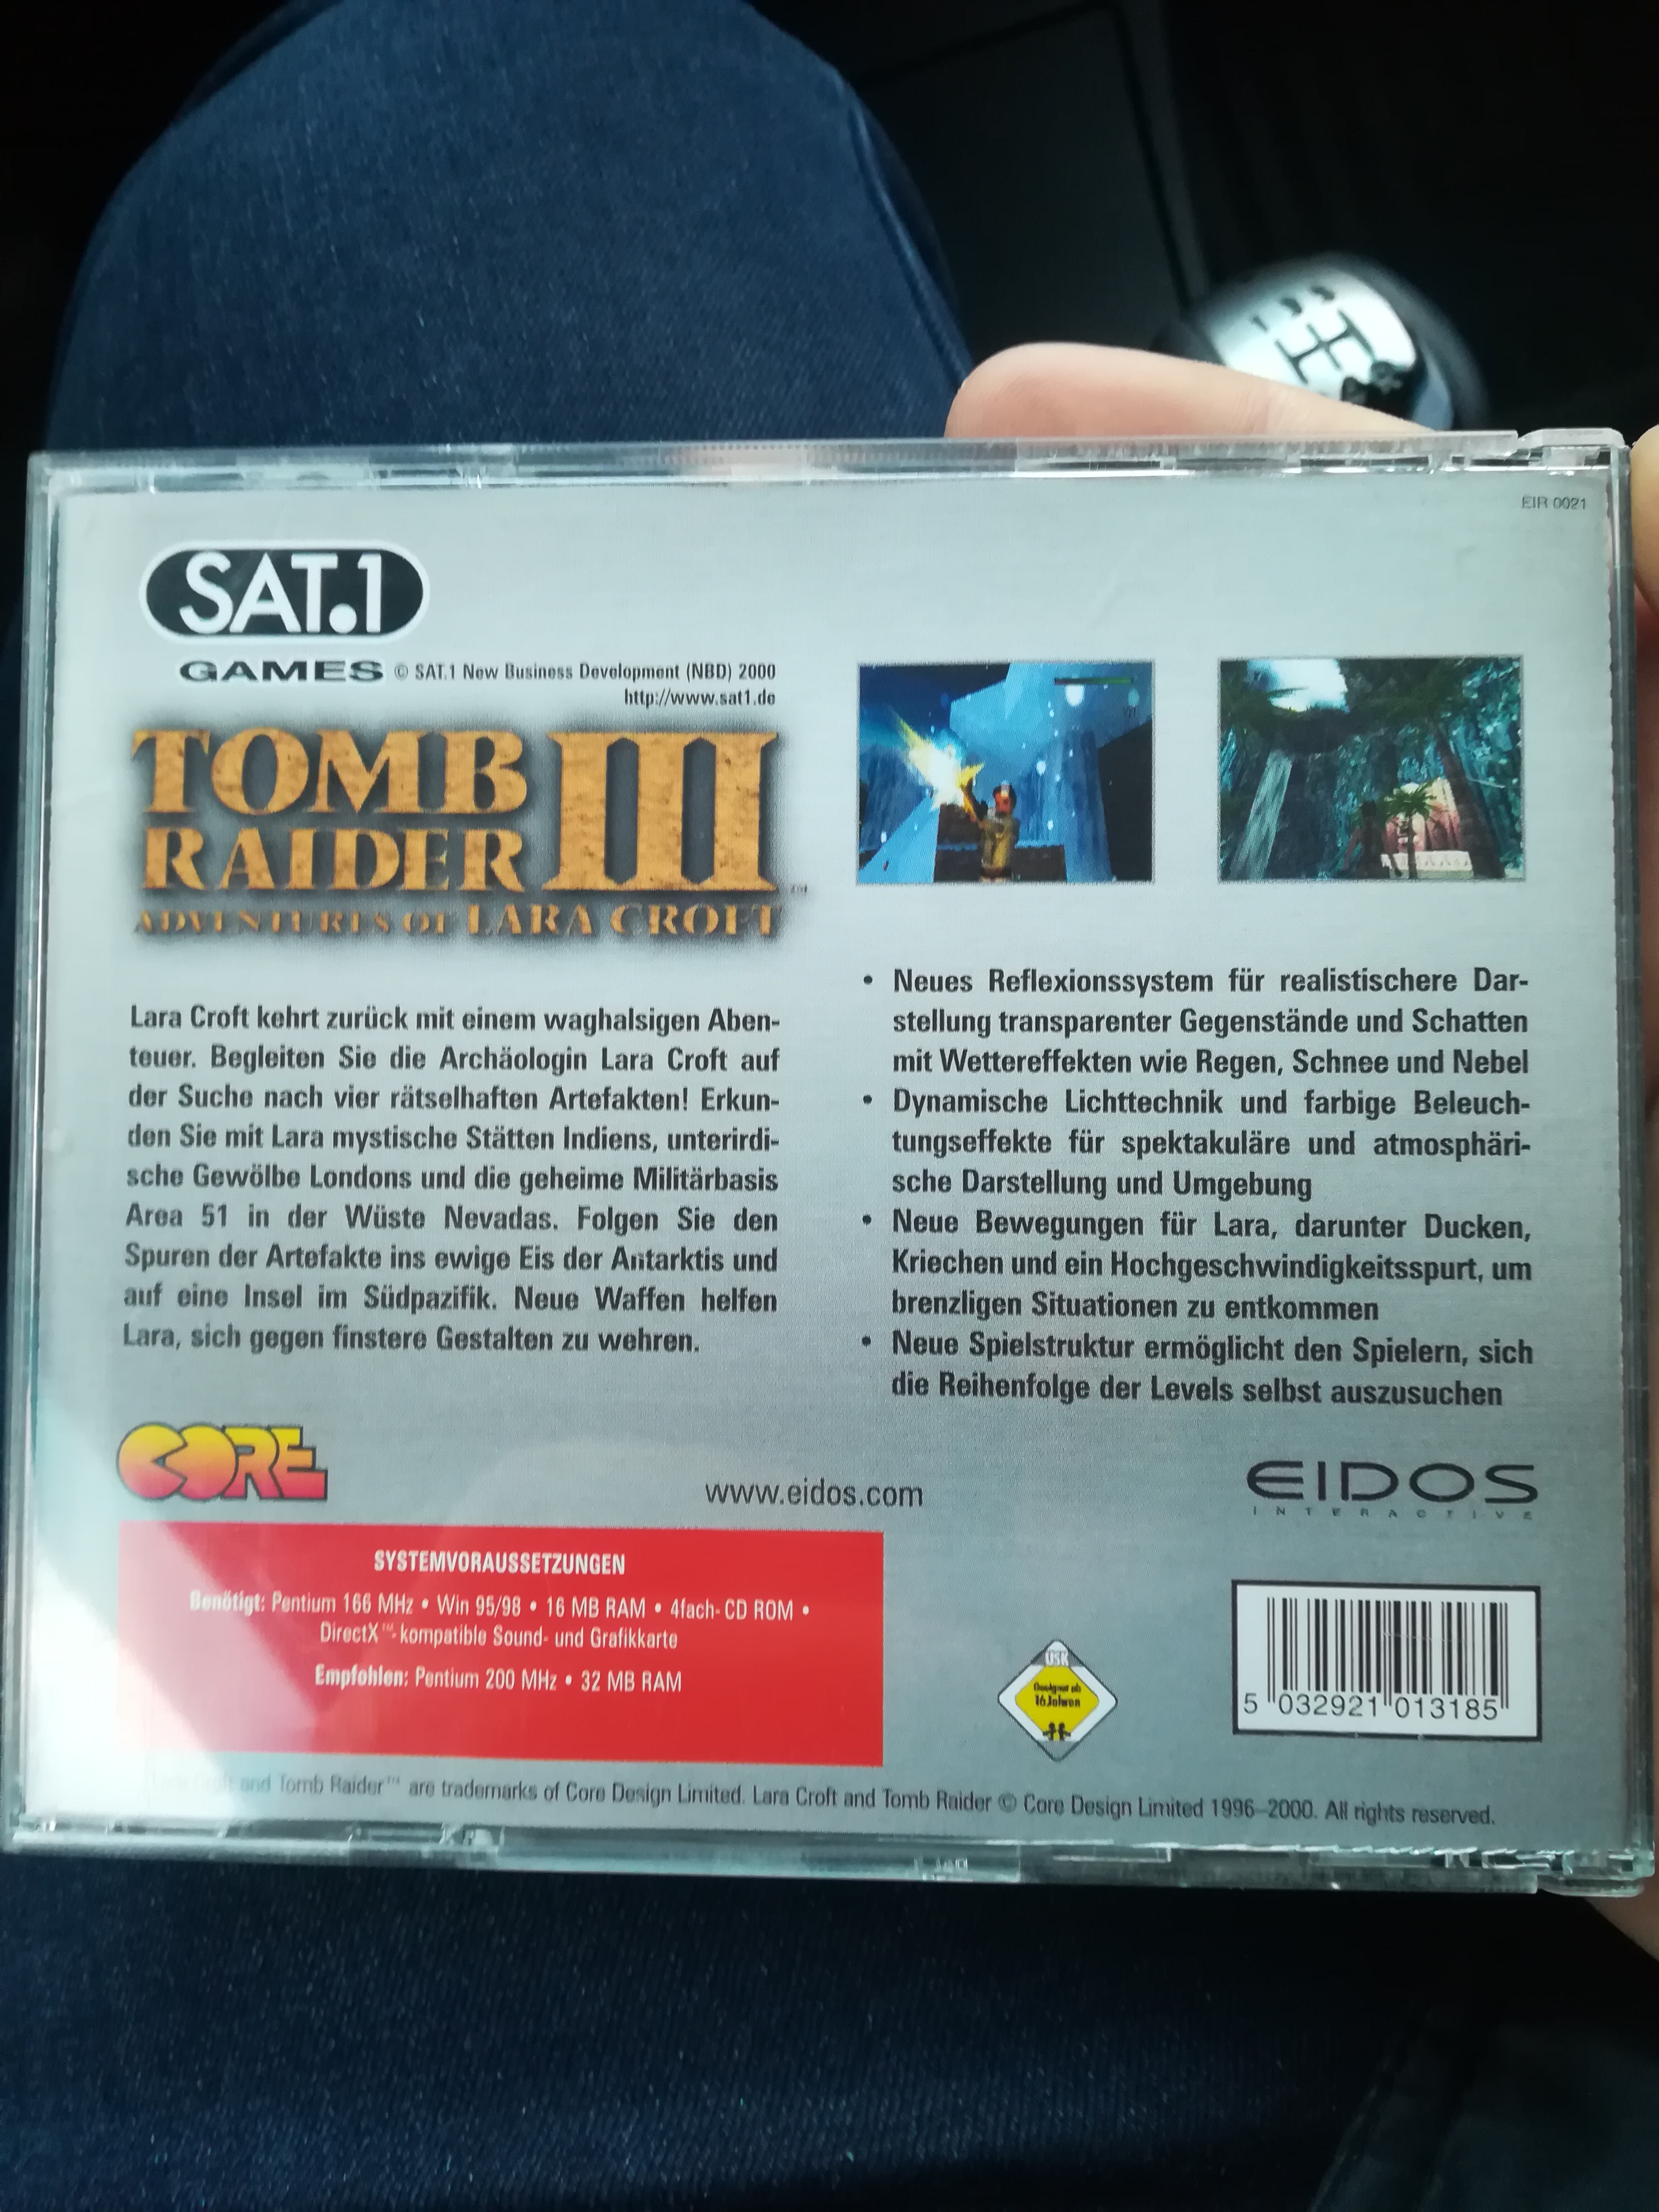 EIR 0021
SAT.1
GAMES © SAT.1 New Business Development (NBD) 2000
http://www.sat1.de
TOMB
RAIDER III ™
ADVENTURES OF LARA CROFT
Lara Croft kehrt zurück mit einem waghalsigen Aben-
teuer. Begleiten Sie die Archäologin Lara Croft auf
der Suche nach vier rätselhaften Artefakten! Erkun-
den Sie mit Lara mystische Stätten Indiens, unterirdi-
sche Gewölbe Londons und die geheime Militärbasis
Area 51 in der Wüste Nevadas. Folgen Sie den
Spuren der Artefakte ins ewige Eis der Antarktis und
auf eine Insel im Südpazifik. Neue Waffen helfen
Lara, sich gegen finstere Gestalten zu wehren.
• Neues Reflexionssystem für realistischere Dar-
stellung transparenter Gegenstände und Schatten
mit Wettereffekten wie Regen, Schnee und Nebel
• Dynamische Lichttechnik und farbige Beleuch-
tungseffekte für spektakuläre und atmosphäri-
sche Darstellung und Umgebung
• Neue Bewegungen für Lara, darunter Ducken,
Kriechen und ein Hochgeschwindigkeitsspurt, um
brenzligen Situationen zu entkommen
• Neue Spielstruktur ermöglicht den Spielern, sich
die Reihenfolge der Levels selbst auszusuchen
CORE
www.eidos.com
EIDOS
INTERACTIVE
SYSTEMVORAUSSETZUNGEN
Benötigt: Pentium 166 MHz • Win 95/98 • 16 MB RAM • 4fach- CD ROM •
DirectX™- kompatible Sound- und Grafikkarte
Empfohlen: Pentium 200 MHz • 32 MB RAM
USK
Geeignet ab
16 Jahren
5 032921 013185
Lara Croft and Tomb Raider™ are trademarks of Core Design Limited. Lara Croft and Tomb Raider © Core Design Limited 1996–2000. All rights reserved.